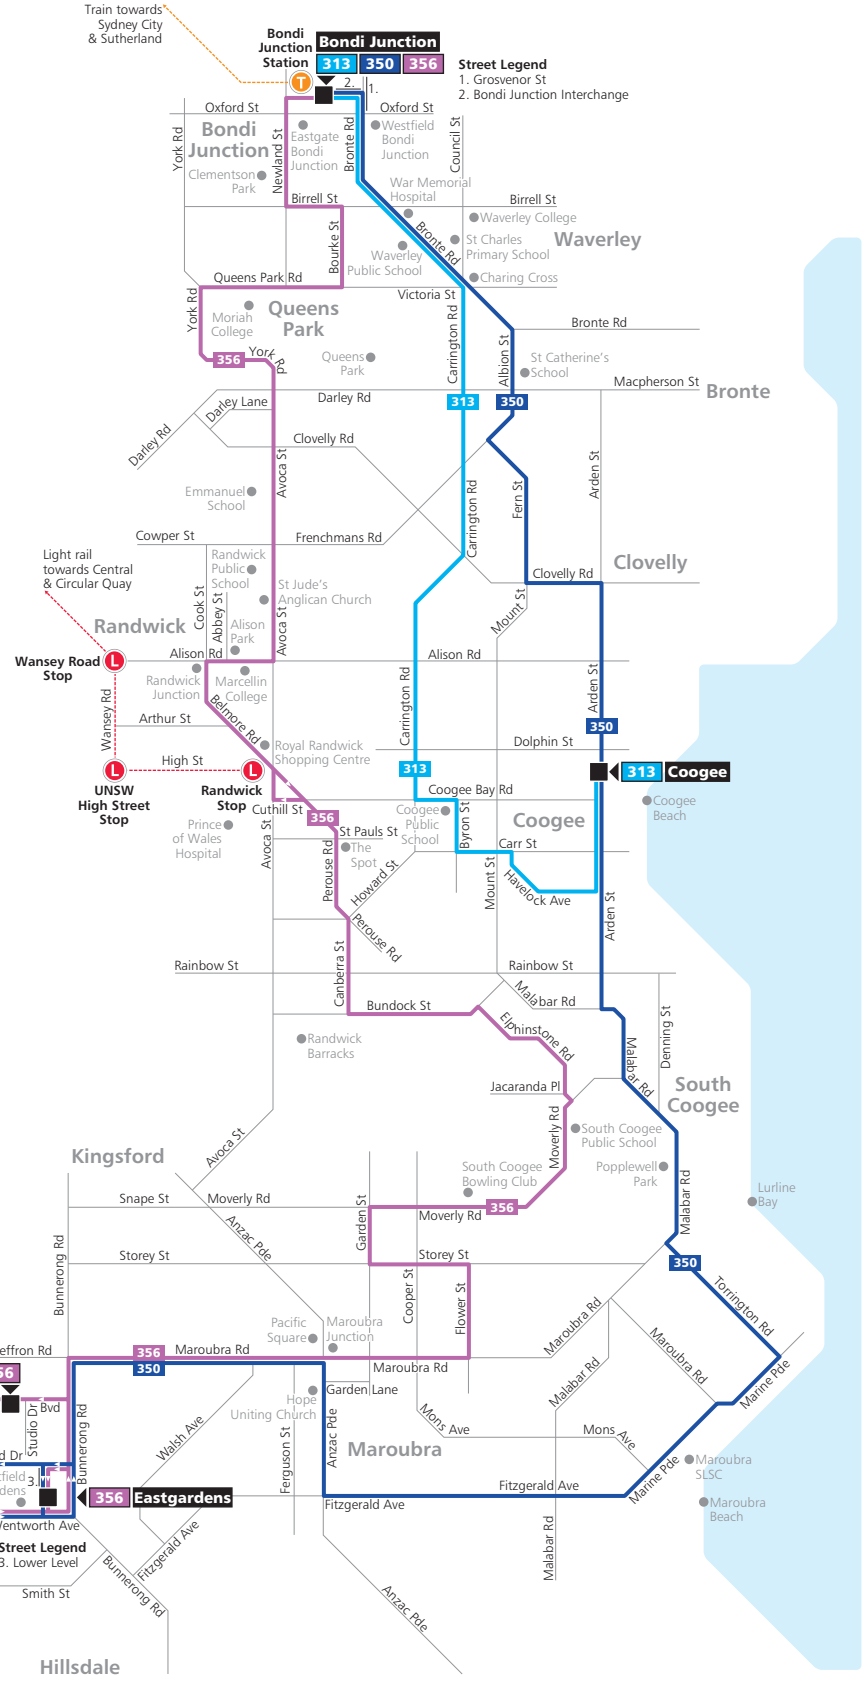 Train towards
Sydney City
& Sutherland
Bondi
Junction
Station
T
Bondi Junction
313
350
356
Street Legend
1. Grosvenor St
2. Bondi Junction Interchange
2.
1.
Oxford St
Oxford St
York Rd
Bondi
Junction
Newland St
Eastgate
Bondi
Junction
Bronte Rd
Westfield
Bondi
Junction
Council St
Clementson
Park
War Memorial
Hospital
Birrell St
Birrell St
Waverley College
Bourke St
Bronte Rd
St Charles
Primary School
Waverley
Waverley
Public School
Charing Cross
Queens Park Rd
Victoria St
York Rd
Moriah
College
Queens
Park
Carrington Rd
Bronte Rd
Albion St
356
York Rd
Queens
Park
St Catherine's
School
Macpherson St
Bronte
Darley Rd
Darley Lane
313
350
Darley Rd
Clovelly Rd
Avoca St
Arden St
Emmanuel
School
Carrington Rd
Fern St
Cowper St
Frenchmans Rd
Light rail
towards Central
& Circular Quay
Randwick
Public
School
Clovelly
Clovelly Rd
St Jude's
Anglican Church
Cook St
Abbey St
Mount St
Randwick
Alison
Park
Avoca St
Wansey Road
Stop
L
Alison Rd
Alison Rd
Randwick
Junction
Marcellin
College
Arden St
Wansey Rd
Belmore Rd
Carrington Rd
Arthur St
350
Royal Randwick
Shopping Centre
Dolphin St
High St
L
L
313
313
Coogee
UNSW
High Street
Stop
Randwick
Stop
Coogee Bay Rd
Coogee
Beach
Cuthill St
356
Coogee
Public
School
Byron St
Coogee
Prince
of Wales
Hospital
Avoca St
St Pauls St
The
Spot
Carr St
Perouse Rd
Howard St
Mount St
Havelock Ave
Arden St
Perouse Rd
Canberra St
Rainbow St
Rainbow St
Malabar Rd
Bundock St
Elphinstone Rd
Denning St
Randwick
Barracks
Malabar Rd
Jacaranda Pl
South
Coogee
Moverly Rd
South Coogee
Public School
Avoca St
Kingsford
Popplewell
Park
South Coogee
Bowling Club
Lurline
Bay
Malabar Rd
Snape St
Moverly Rd
356
Moverly Rd
Garden St
Anzac Pde
Bunnerong Rd
Storey St
Storey St
350
Cooper St
Flower St
Torrington Rd
Pacific
Square
Maroubra
Junction
Maroubra Rd
Maroubra Rd
effron Rd
356
Maroubra Rd
350
Maroubra Rd
Malabar Rd
Marine Pde
56
Hope
Uniting Church
Garden Lane
Bvd
Studio Dr
Bunnerong Rd
Walsh Ave
Ferguson St
Anzac Pde
Mons Ave
Mons Ave
Maroubra
d Dr
tfield
dens
3.
Maroubra
SLSC
Marine Pde
356
Eastgardens
Fitzgerald Ave
Fitzgerald Ave
Maroubra
Beach
Wentworth Ave
Street Legend
3. Lower Level
Fitzgerald Ave
Malabar Rd
Smith St
Bunnerong Rd
Anzac Pde
Hillsdale